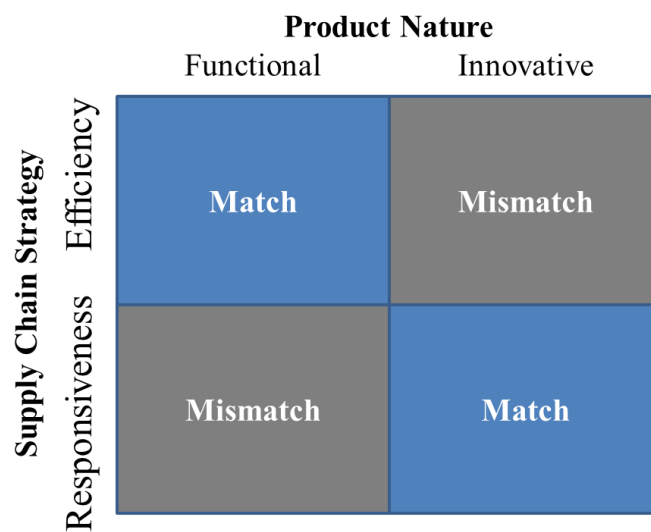 Product Nature
Functional Innovative
Supply Chain Strategy
Efficiency
Match Mismatch
Responsiveness
Mismatch Match